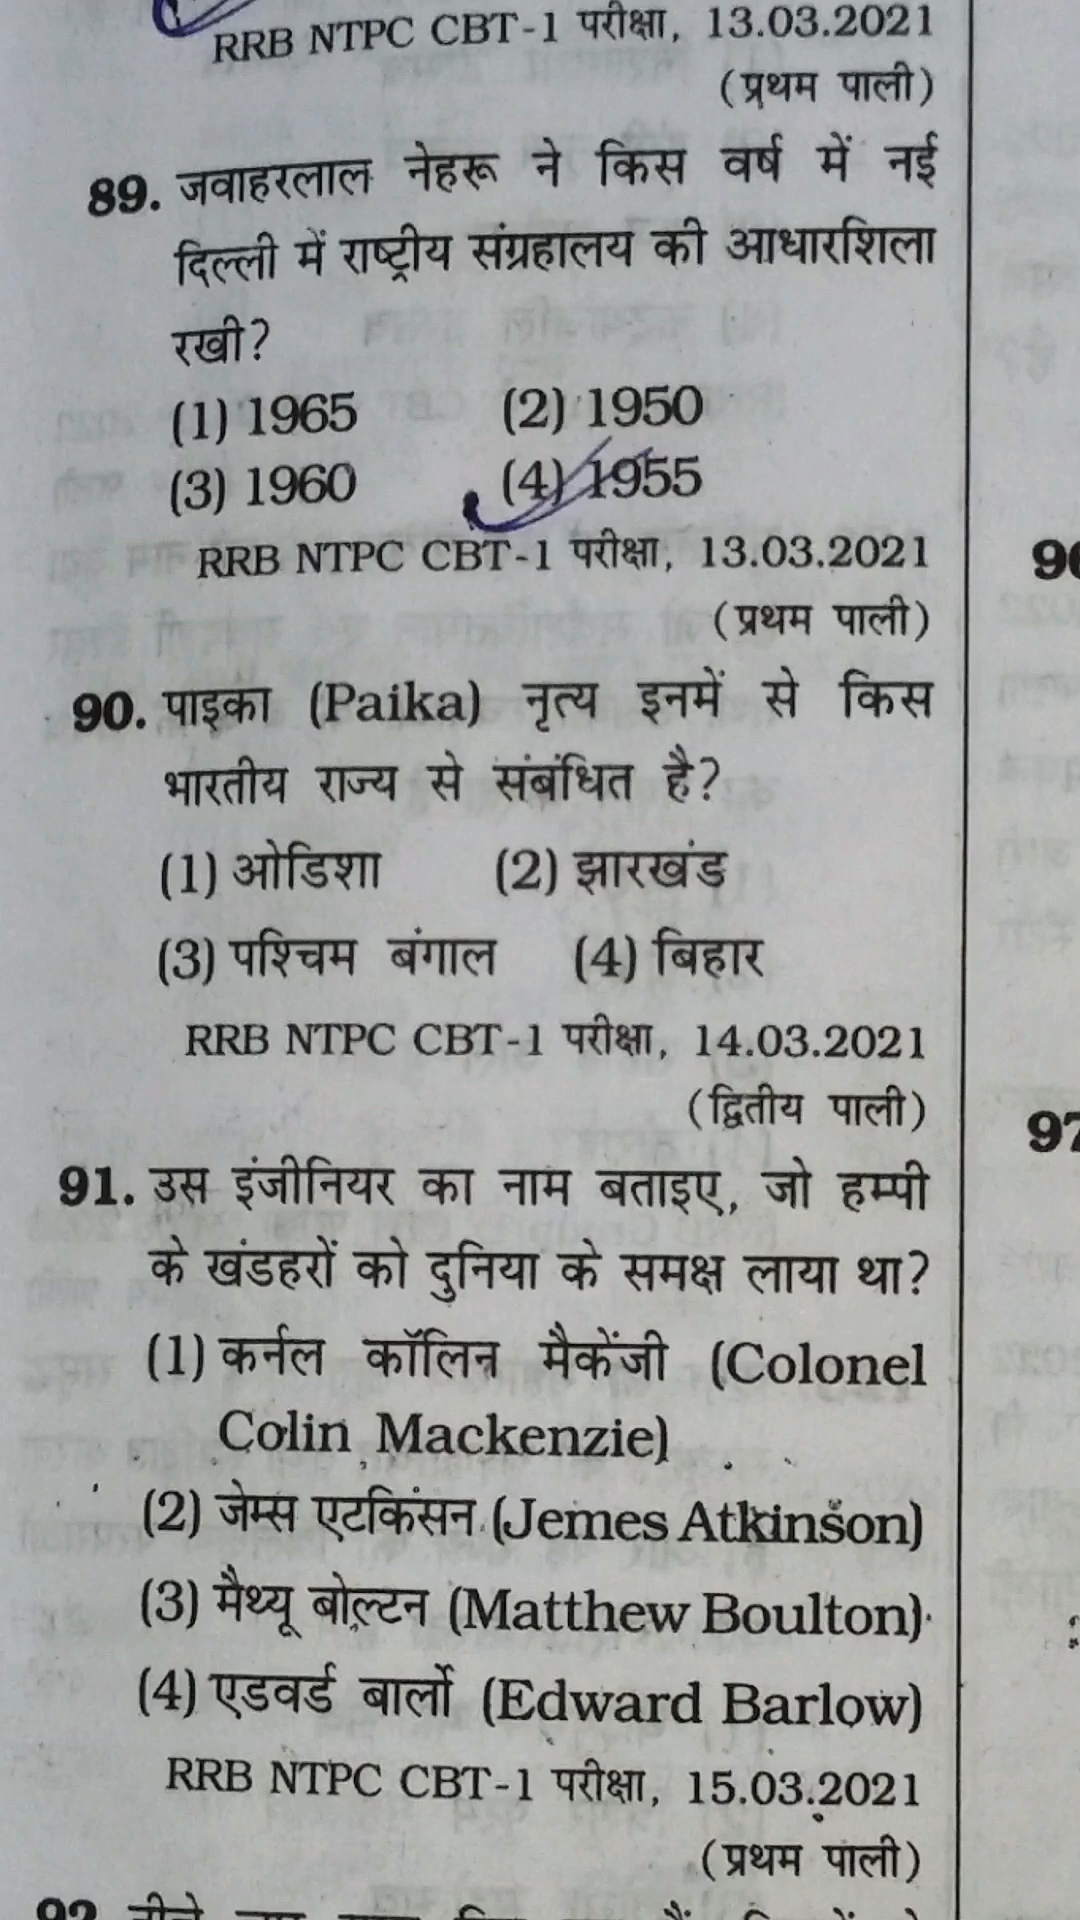 RRB NTPC CBT-1 परीक्षा, 13.03.2021
(प्रथम पाली)
89. जवाहरलाल नेहरू ने किस वर्ष में नई
दिल्ली में राष्ट्रीय संग्रहालय की आधारशिला
रखी?
(1) 1965 (2) 1950
(3) 1960 (4) 1955
RRB NTPC CBT-1 परीक्षा, 13.03.2021
(प्रथम पाली)
90. पाइका (Paika) नृत्य इनमें से किस
भारतीय राज्य से संबंधित है?
(1) ओडिशा (2) झारखंड
(3) पश्चिम बंगाल (4) बिहार
RRB NTPC CBT-1 परीक्षा, 14.03.2021
(द्वितीय पाली)
91. उस इंजीनियर का नाम बताइए, जो हम्पी
के खंडहरों को दुनिया के समक्ष लाया था?
(1) कर्नल कॉलिन मैकेंजी (Colonel
Colin Mackenzie)
(2) जेम्स एटकिंसन (Jemes Atkinson)
(3) मैथ्यू बोल्टन (Matthew Boulton)
(4) एडवर्ड बार्लो (Edward Barlow)
RRB NTPC CBT-1 परीक्षा, 15.03.2021
(प्रथम पाली)
97